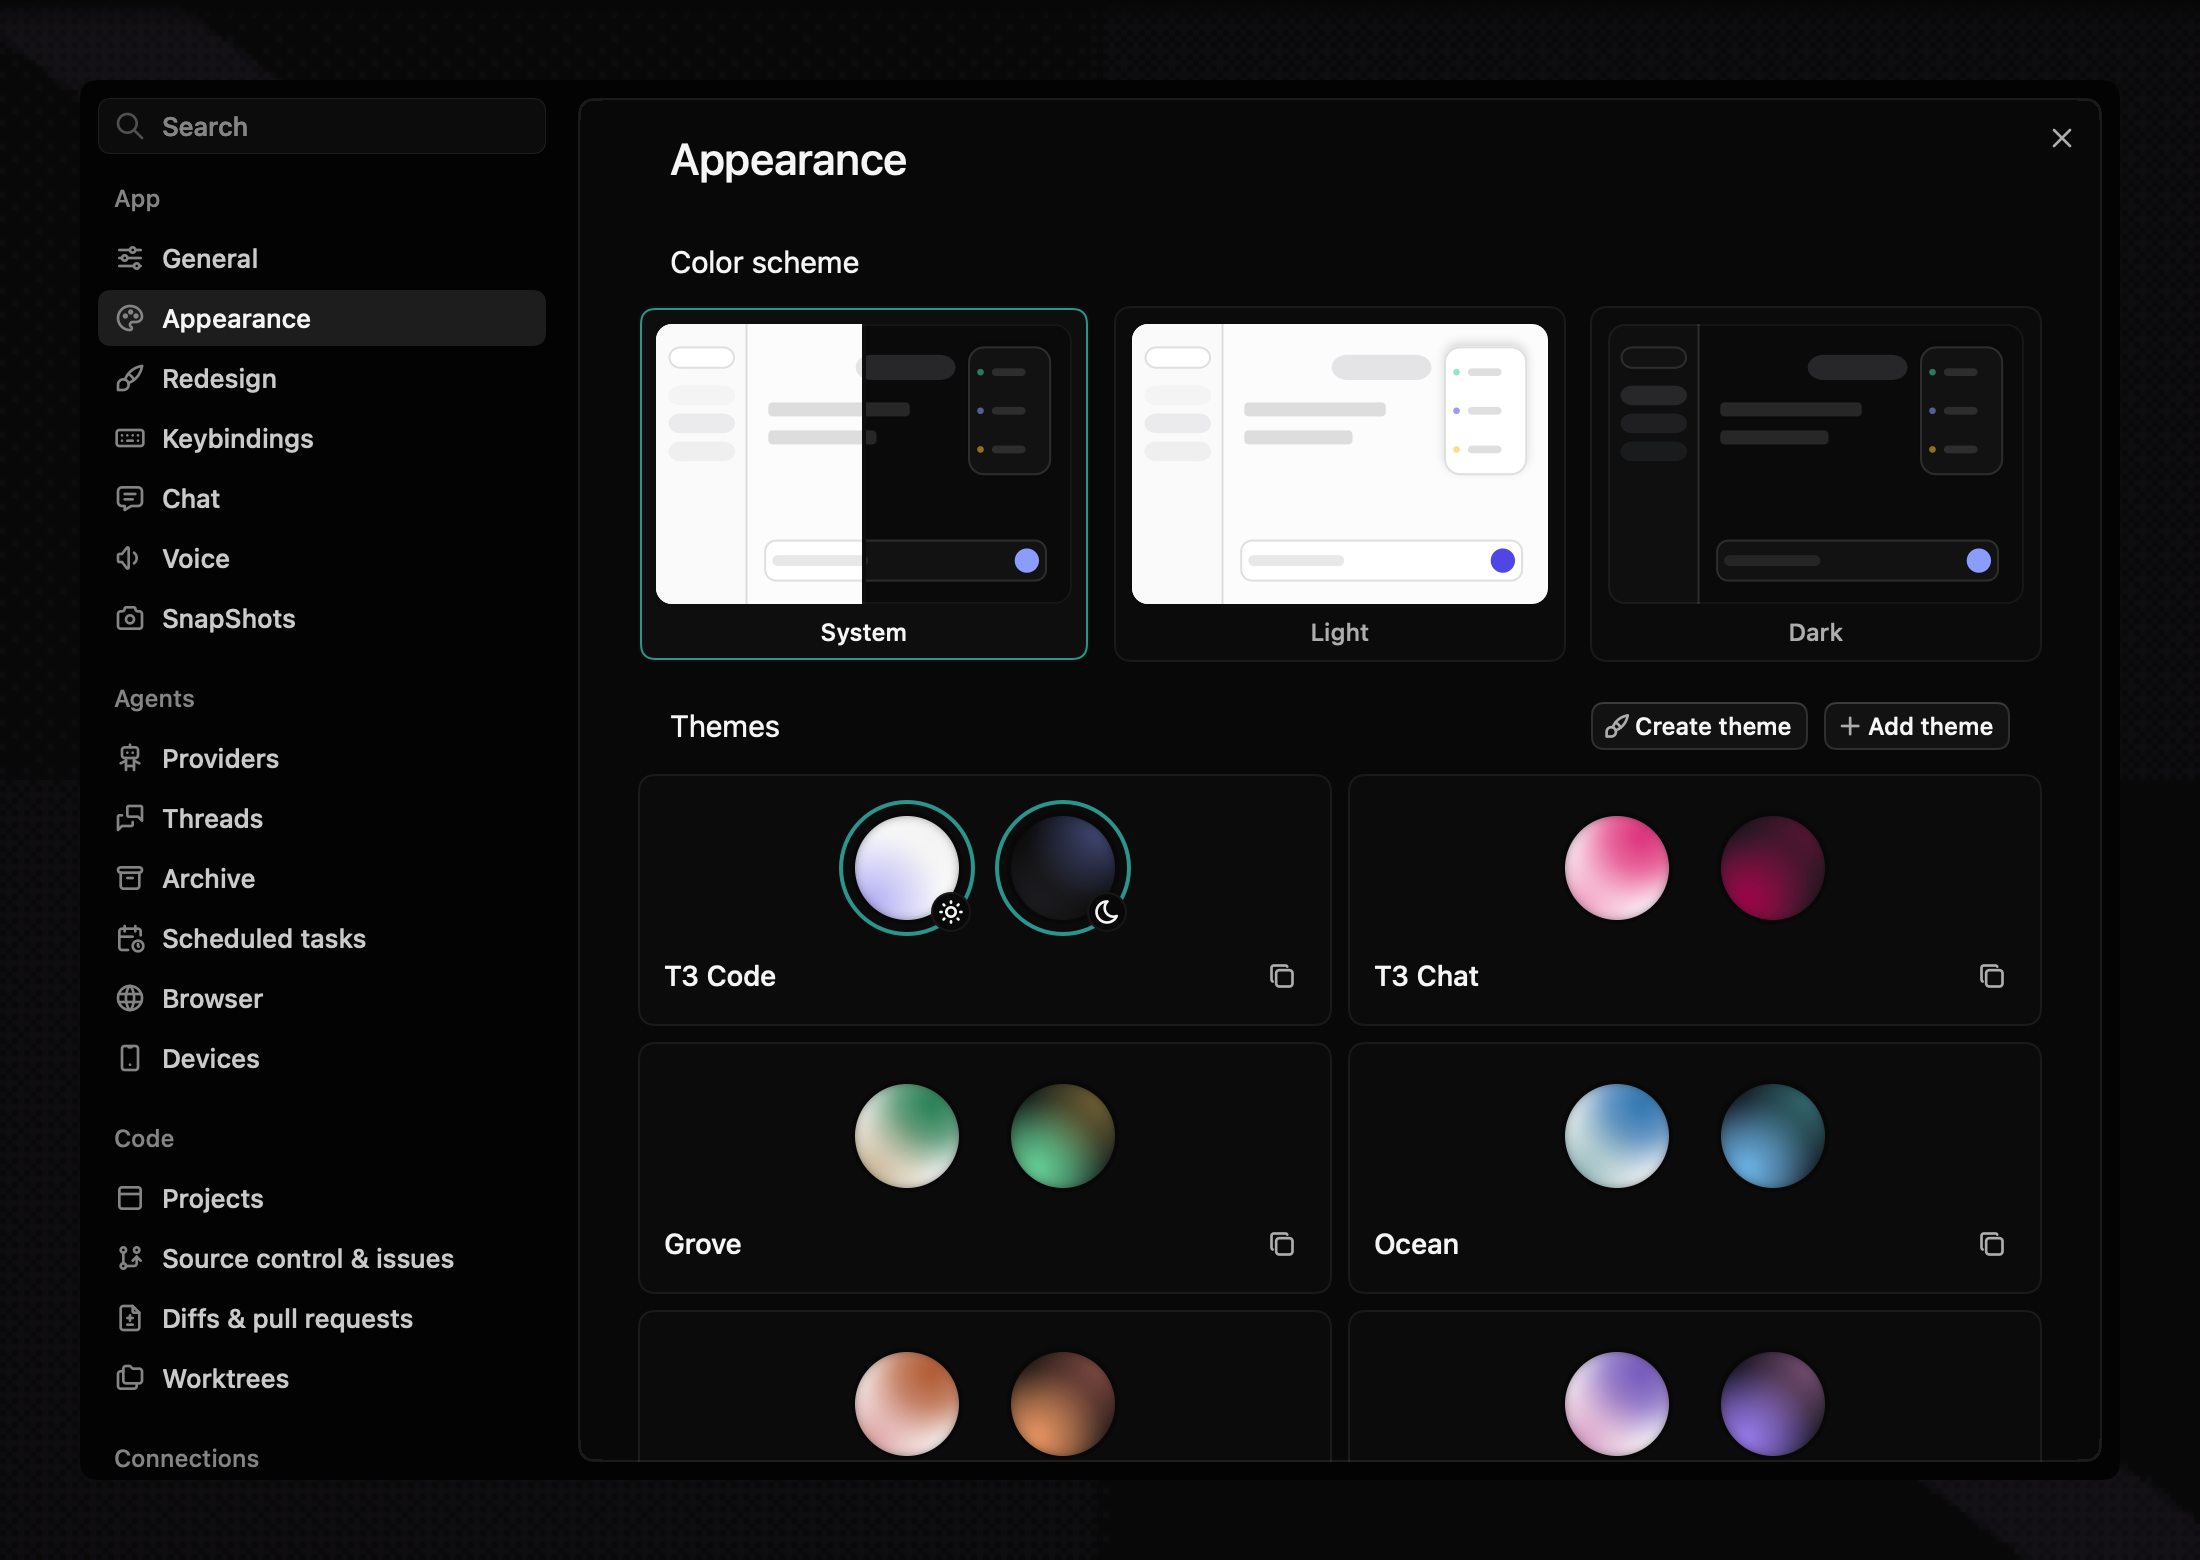 Search
App
General
Appearance
Redesign
Keybindings
Chat
Voice
SnapShots
Agents
Providers
Threads
Archive
Scheduled tasks
Browser
Devices
Code
Projects
Source control & issues
Diffs & pull requests
Worktrees
Connections
Appearance
Color scheme
System
Light
Dark
Themes
Create theme
Add theme
T3 Code
T3 Chat
Grove
Ocean